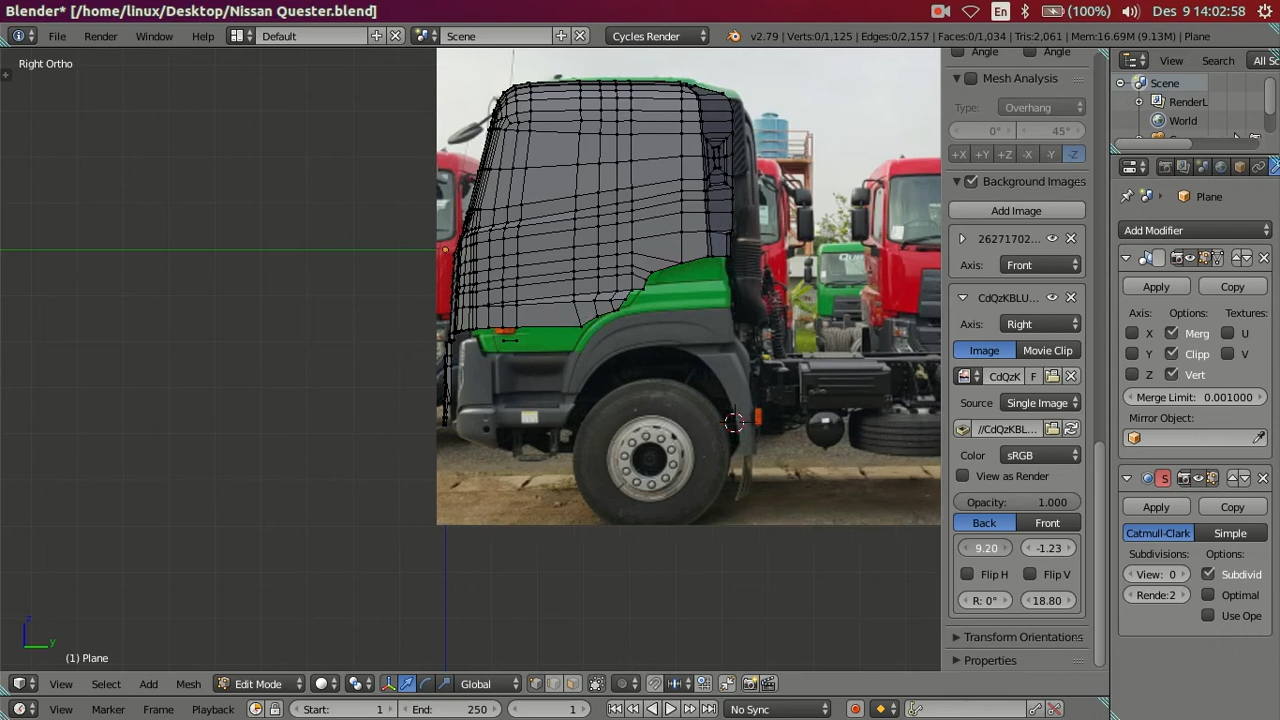 Blender* [/home/linux/Desktop/Nissan Quester.blend]
En (100%) Des 9 14:02:58
File Render Window Help Default Scene Cycles Render v2.79 | Verts:0/1,125 | Edges:0/2,157 | Faces:0/1,034 | Tris:2,061 | Mem:16.69M (9.13M) | Plane
Right Ortho
Angle Angle
Mesh Analysis
Type: Overhang
0° 45°
+X +Y +Z -X -Y -Z
Background Images
Add Image
26271702...
Axis: Front
CdQzKBLU...
Axis: Right
Image Movie Clip
CdQzK F
Source Single Image
//CdQzKBL...
Color sRGB
View as Render
Opacity: 1.000
Back Front
9.20 -1.23
Flip H Flip V
R: 0° 18.80
Transform Orientations
Properties
View Search All Sc
Scene
RenderL
World
Plane
Add Modifier
Apply Copy
Axis: Options: Textures:
X Merg U
Y Clipp V
Z Vert
Merge Limit: 0.001000
Mirror Object:
S
Apply Copy
Catmull-Clark Simple
Subdivisions: Options:
View: 0 Subdivid
Rende:2 Optimal
Use Ope
z
y
(1) Plane
View Select Add Mesh Edit Mode Global
View Marker Frame Playback Start: 1 End: 250 1 No Sync